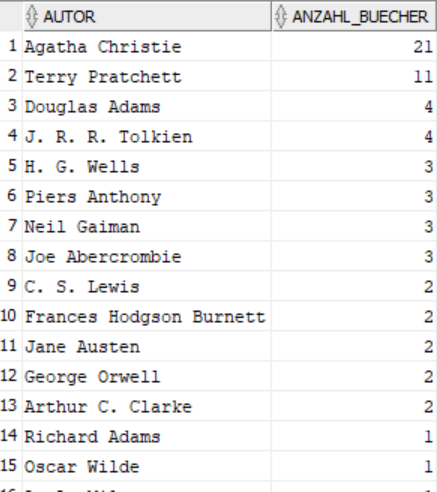 AUTOR ANZAHL_BUECHER
1 Agatha Christie 21
2 Terry Pratchett 11
3 Douglas Adams 4
4 J. R. R. Tolkien 4
5 H. G. Wells 3
6 Piers Anthony 3
7 Neil Gaiman 3
8 Joe Abercrombie 3
9 C. S. Lewis 2
10 Frances Hodgson Burnett 2
11 Jane Austen 2
12 George Orwell 2
13 Arthur C. Clarke 2
14 Richard Adams 1
15 Oscar Wilde 1